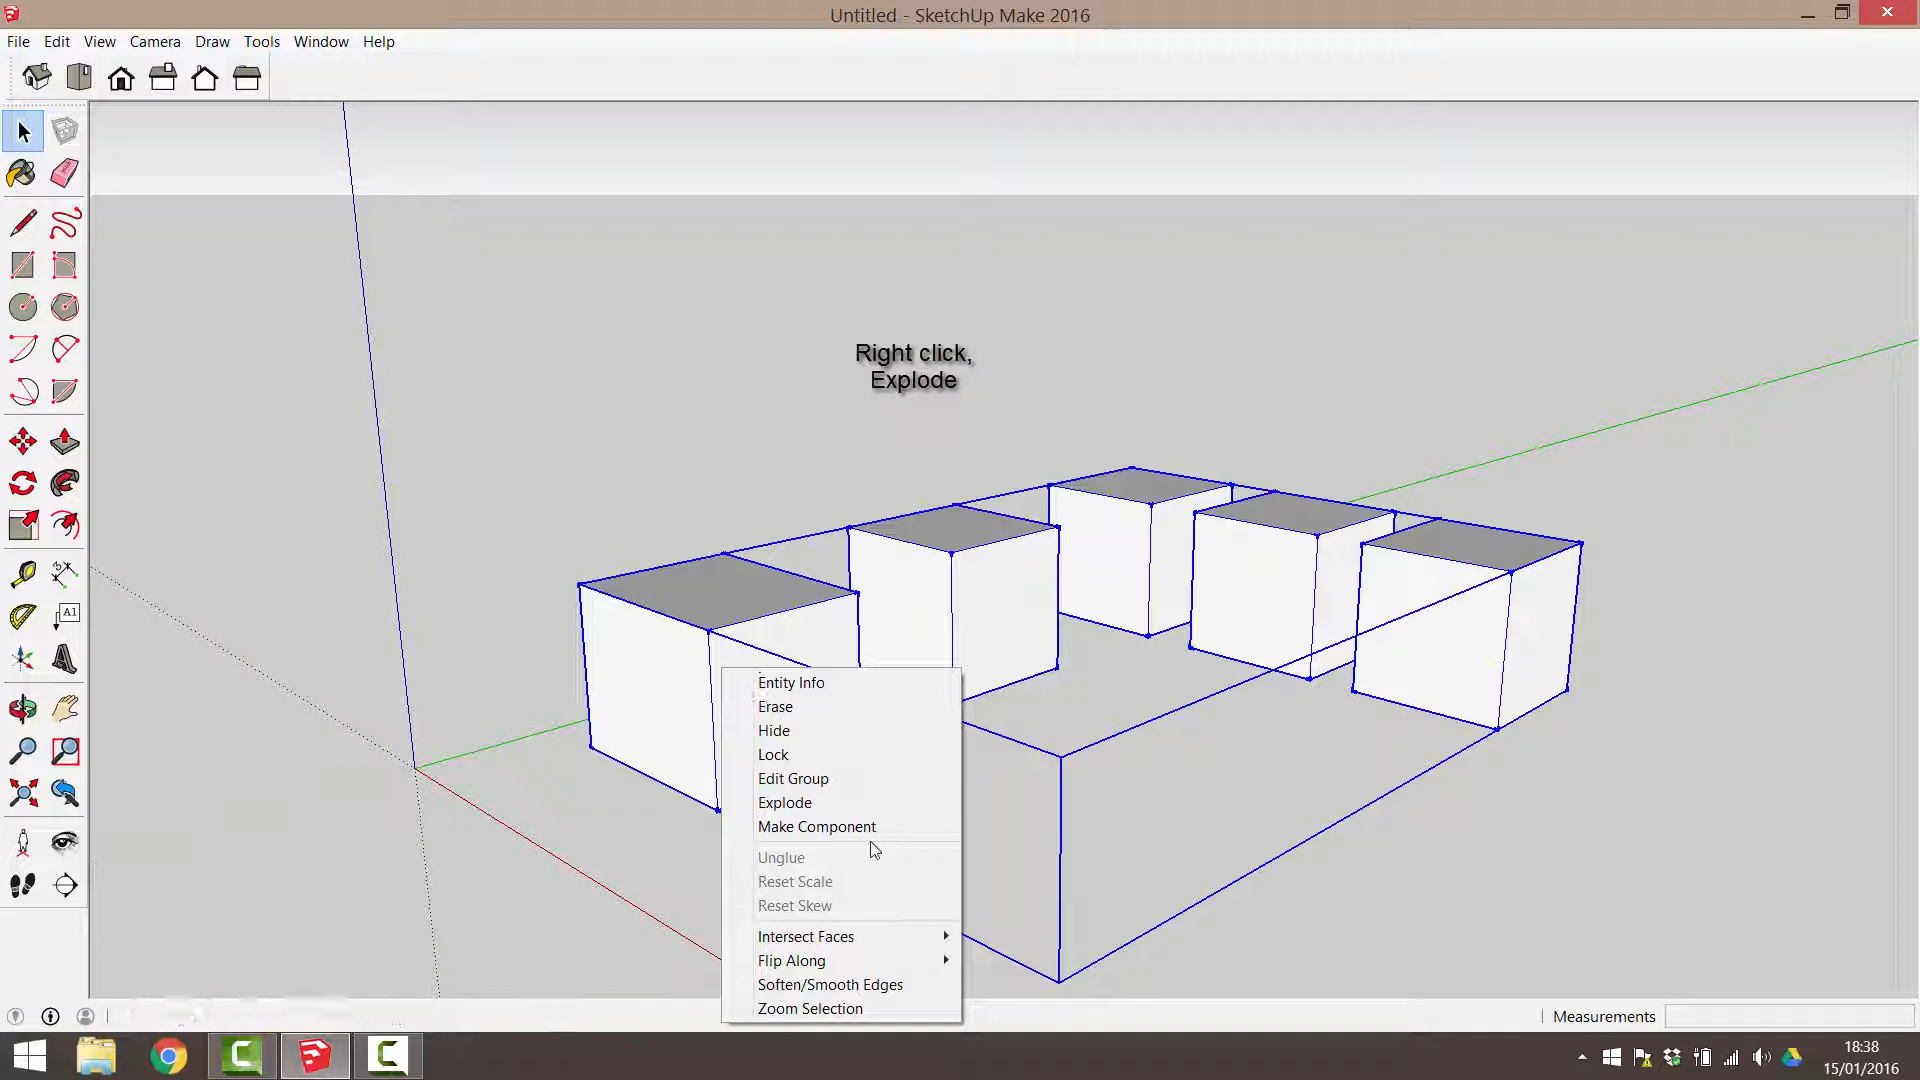 Untitled - SketchUp Make 2016
File Edit View Camera Draw Tools Window Help
Right click,
Explode
A1
Entity Info
Erase
Hide
Lock
Edit Group
Explode
Make Component
Unglue
Reset Scale
Reset Skew
Intersect Faces
Flip Along
Soften/Smooth Edges
Zoom Selection
Measurements
18:38
15/01/2016